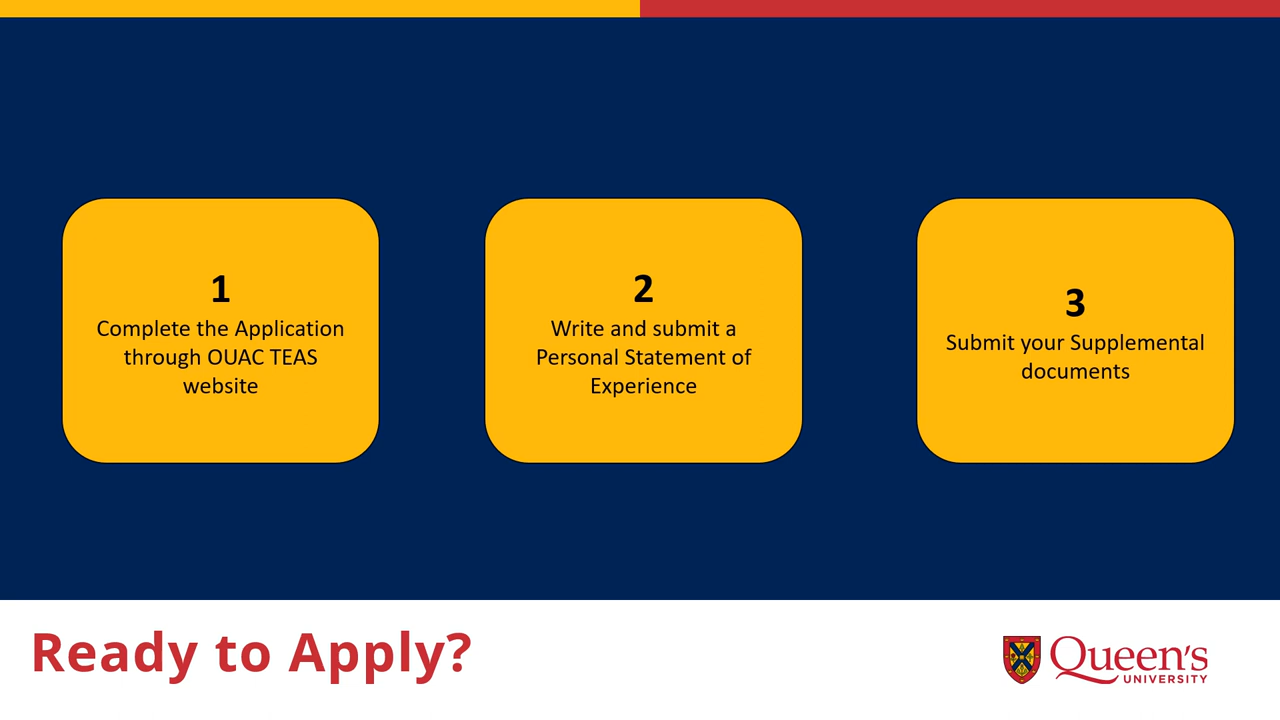 1
Complete the Application
through OUAC TEAS
website
2
Write and submit a
Personal Statement of
Experience
3
Submit your Supplemental
documents
Ready to Apply?
Queen's
UNIVERSITY